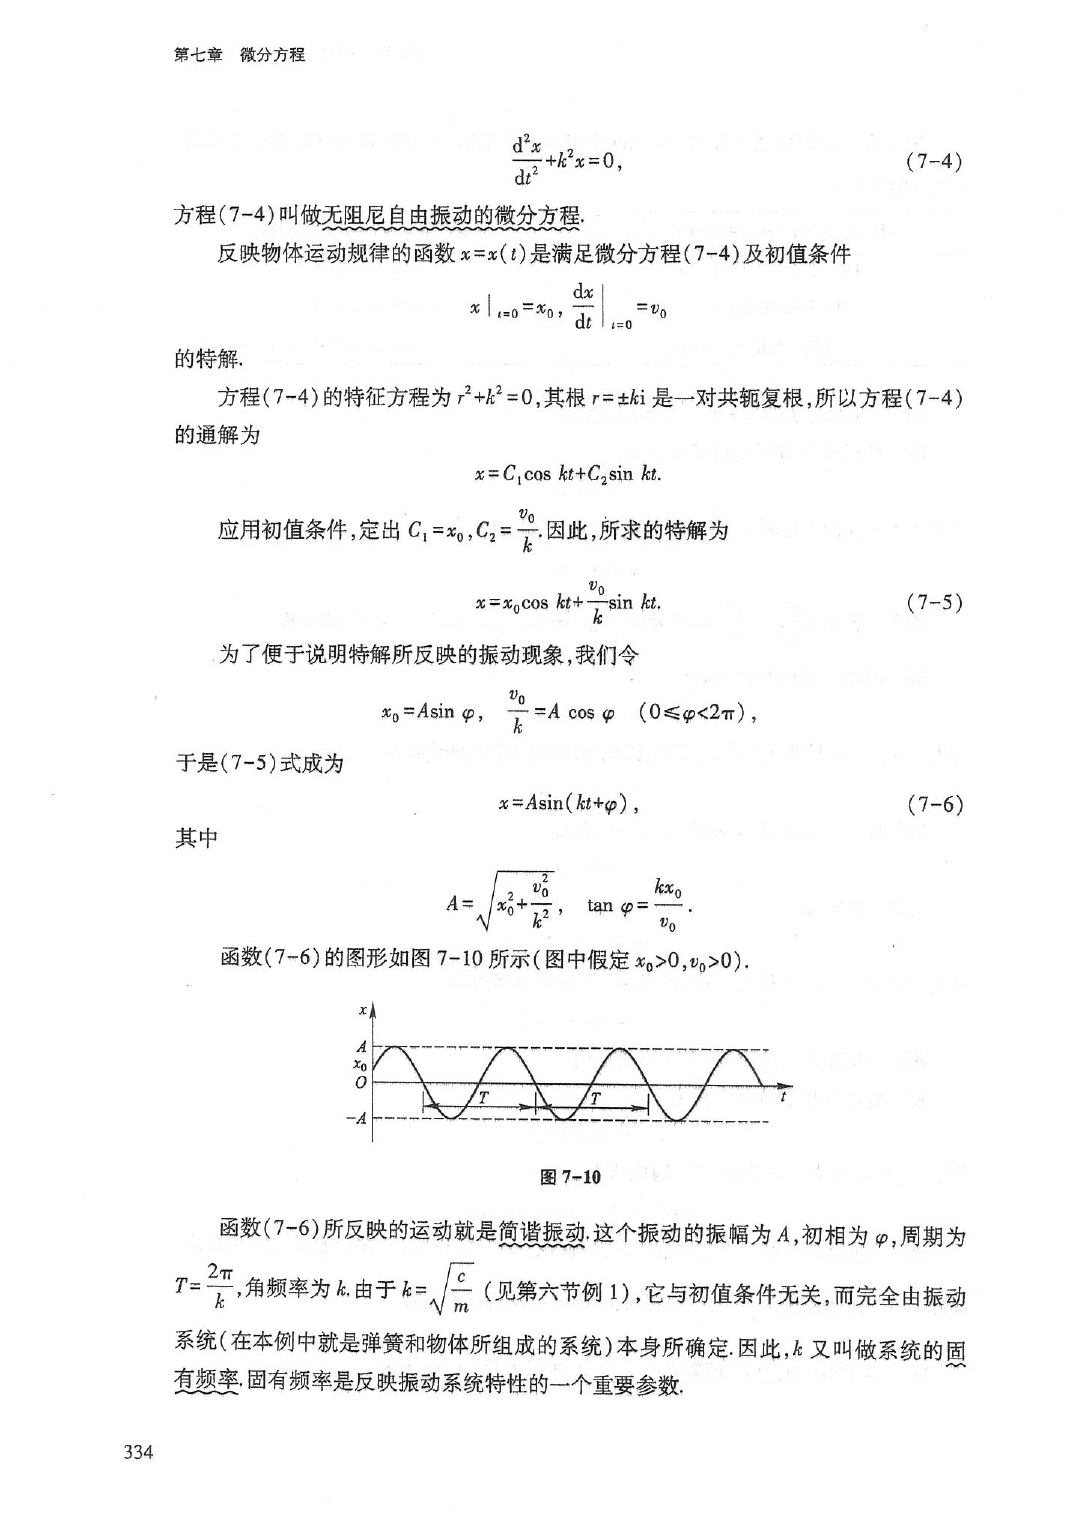 第七章 微分方程
d²x/dt²+k²x=0, (7-4)
方程(7-4)叫做无阻尼自由振动的微分方程.
反映物体运动规律的函数 x=x(t)是满足微分方程(7-4)及初值条件
x|t=0=x₀, dx/dt|t=0=v₀
的特解.
方程(7-4)的特征方程为 r²+k²=0,其根 r=±ki 是一对共轭复根,所以方程(7-4)
的通解为
x=C₁cos kt+C₂sin kt.
应用初值条件,定出 C₁=x₀,C₂=v₀/k.因此,所求的特解为
x=x₀cos kt+v₀/k sin kt. (7-5)
为了便于说明特解所反映的振动现象,我们令
x₀=Asin φ, v₀/k=A cos φ (0≤φ<2π),
于是(7-5)式成为
x=Asin(kt+φ), (7-6)
其中
A=√(x₀²+v₀²/k²), tan φ=kx₀/v₀.
函数(7-6)的图形如图 7-10 所示(图中假定 x₀>0,v₀>0).
x
A
x₀
O
T T t
-A
图 7-10
函数(7-6)所反映的运动就是简谐振动.这个振动的振幅为 A,初相为 φ,周期为
T=2π/k,角频率为 k.由于 k=√(c/m) (见第六节例 1),它与初值条件无关,而完全由振动
系统(在本例中就是弹簧和物体所组成的系统)本身所确定.因此,k 又叫做系统的固
有频率.固有频率是反映振动系统特性的一个重要参数.
334